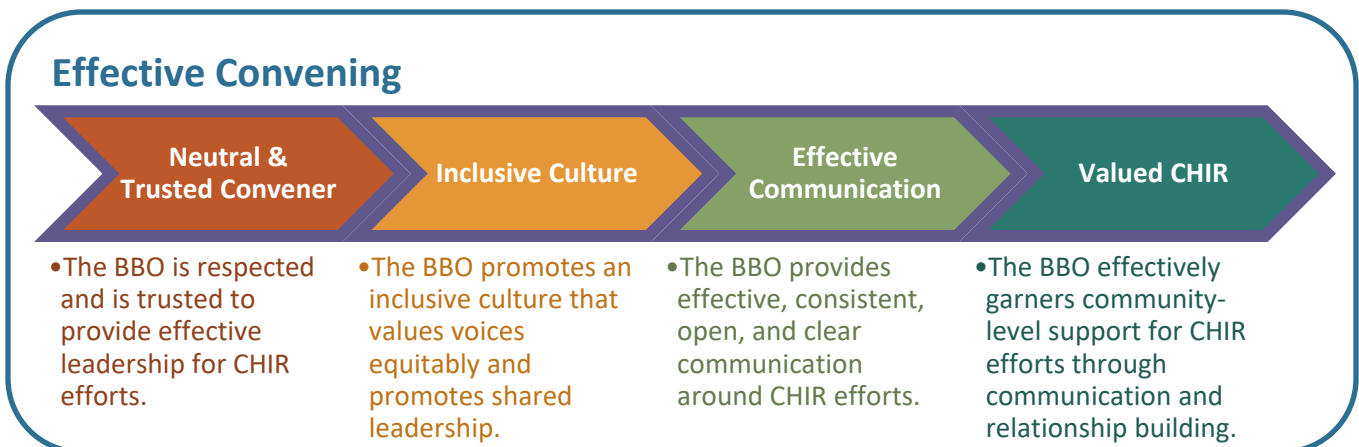 Effective Convening
Neutral &
Trusted Convener
Inclusive Culture
Effective
Communication
Valued CHIR
•The BBO is respected
and is trusted to
provide effective
leadership for CHIR
efforts.
•The BBO promotes an
inclusive culture that
values voices
equitably and
promotes shared
leadership.
•The BBO provides
effective, consistent,
open, and clear
communication
around CHIR efforts.
•The BBO effectively
garners community-
level support for CHIR
efforts through
communication and
relationship building.